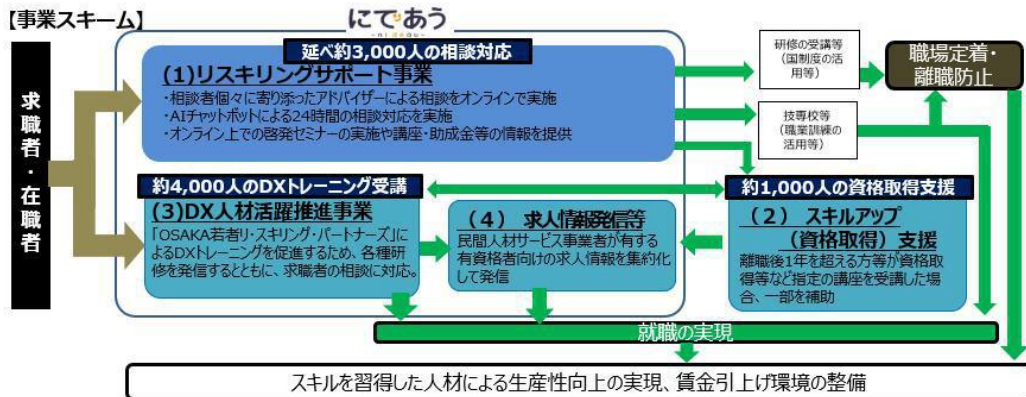 【事業スキーム】
にであう
-nideau-
求職者・在職者
延べ約3,000人の相談対応
(1)リスキリングサポート事業
・相談者個々に寄り添ったアドバイザーによる相談をオンラインで実施
・AIチャットボットによる24時間の相談対応を実施
・オンライン上での啓発セミナーの実施や講座・助成金等の情報を提供
研修の受講等
（国制度の活
用等）
職場定着・
離職防止
技専校等
（職業訓練の
活用等）
約4,000人のDXトレーニング受講
(3)DX人材活躍推進事業
「OSAKA若者リ・スキリング・パートナーズ」に
よるDXトレーニングを促進するため、各種研
修を発信するとともに、求職者の相談に対応。
(４) 求人情報発信等
民間人材サービス事業者が有する
有資格者向けの求人情報を集約化
して発信
約1,000人の資格取得支援
(２) スキルアップ
（資格取得）支援
離職後1年を超える方等が資格取
得等など指定の講座を受講した場
合、一部を補助
就職の実現
スキルを習得した人材による生産性向上の実現、賃金引上げ環境の整備